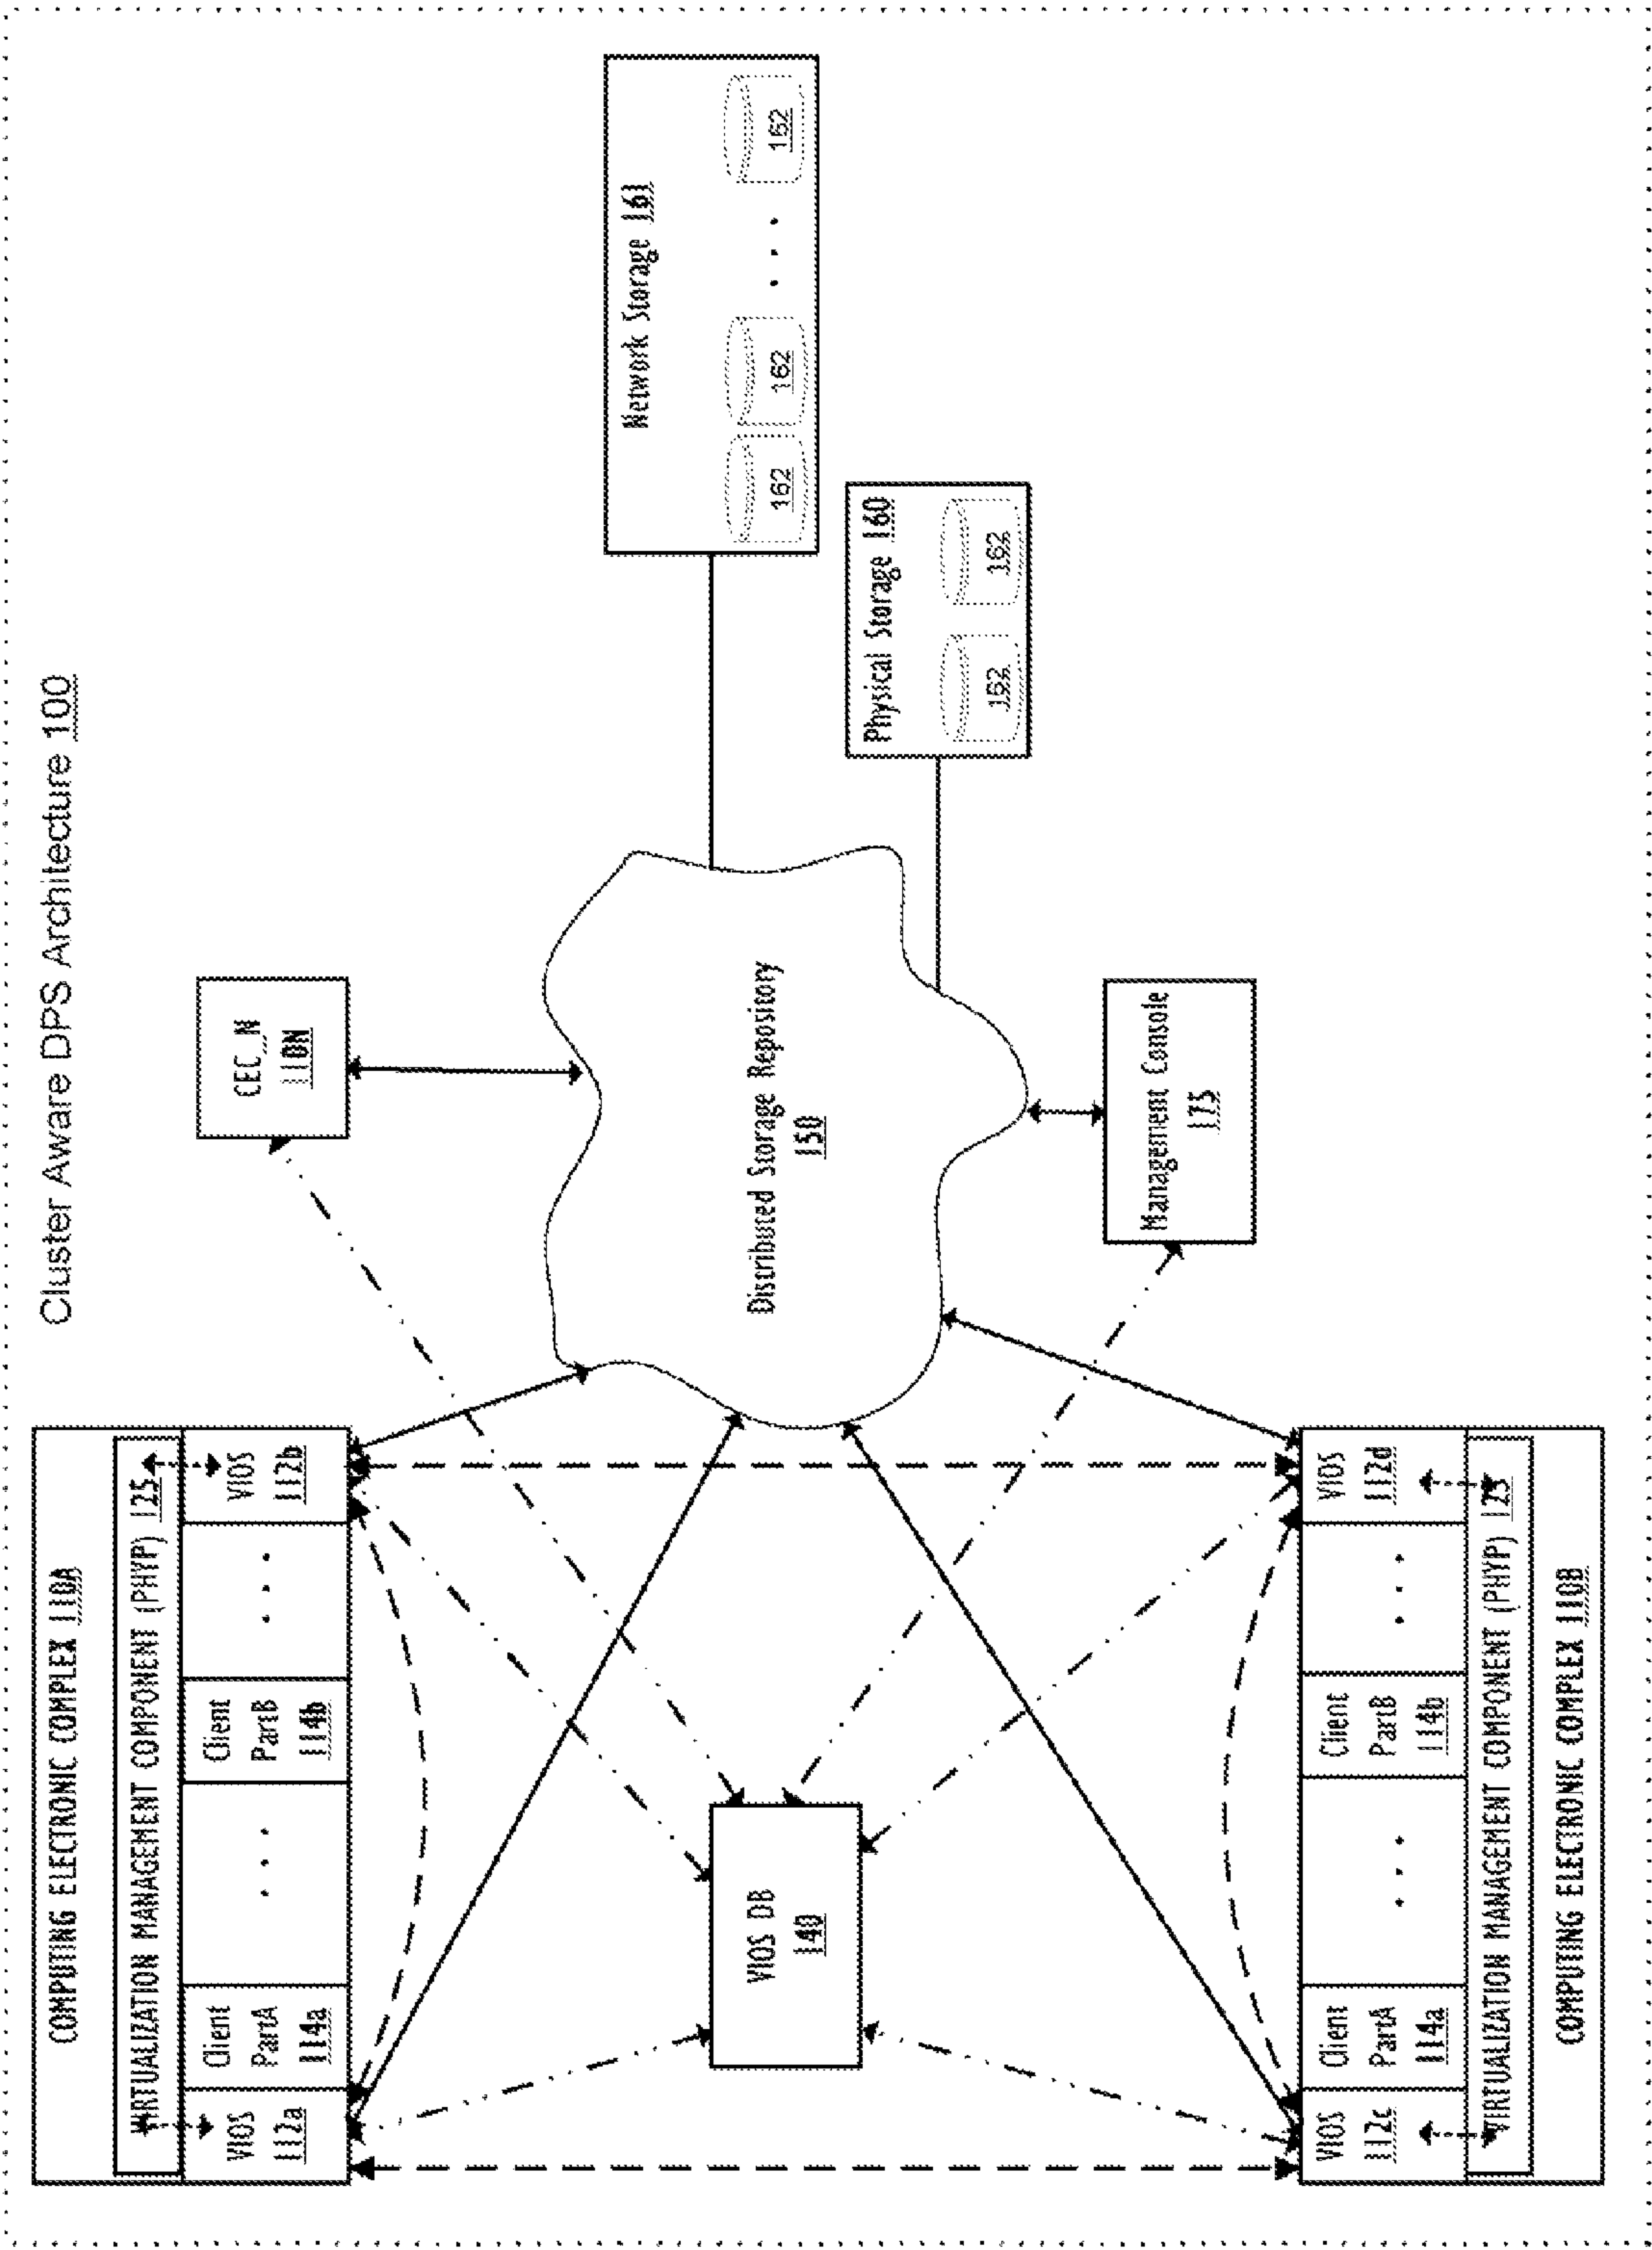 Cluster Aware DPS Architecture 100
COMPUTING ELECTRONIC COMPLEX 110A
VIRTUALIZATION MANAGEMENT COMPONENT (PHYP) 125
VIOS
112a
Client
PartA
114a
. . .
Client
PartB
114b
. . .
VIOS
112b
CEC_N
110N
Network Storage 161
162
162
. . .
162
VIOS DB
140
Distributed Storage Repository
150
Physical Storage 160
162
162
Management Console
175
VIOS
112c
Client
PartA
114a
. . .
Client
PartB
114b
. . .
VIOS
112d
VIRTUALIZATION MANAGEMENT COMPONENT (PHYP) 125
COMPUTING ELECTRONIC COMPLEX 110B